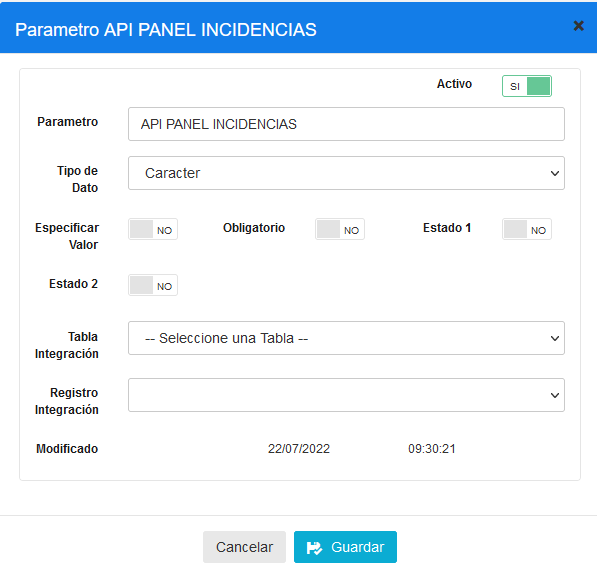 Parametro API PANEL INCIDENCIAS
Activo SI
Parametro API PANEL INCIDENCIAS
Tipo de Dato Caracter
Especificar Valor NO Obligatorio NO Estado 1 NO
Estado 2 NO
Tabla Integración -- Seleccione una Tabla --
Registro Integración
Modificado 22/07/2022 09:30:21
Cancelar Guardar